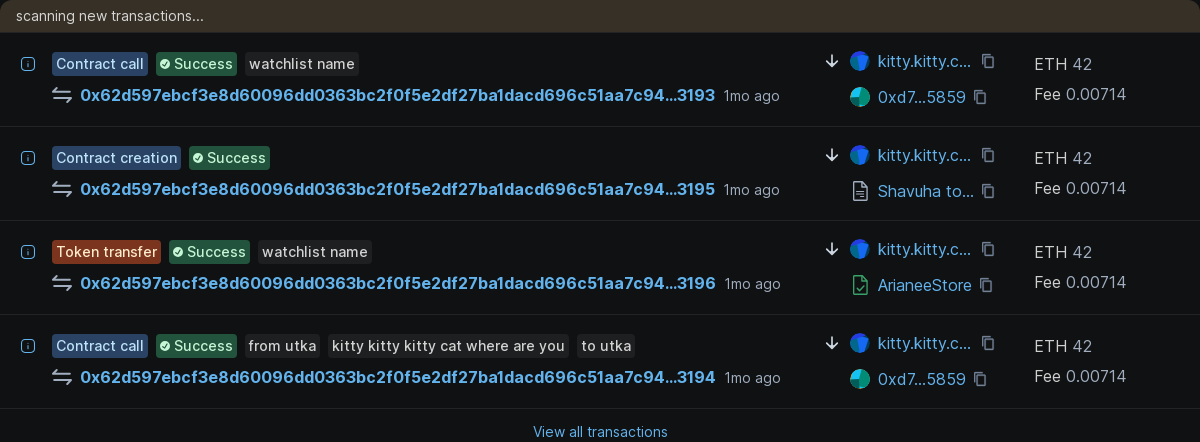 scanning new transactions...
Contract call Success watchlist name
0x62d597ebcf3e8d60096dd0363bc2f0f5e2df27ba1dacd696c51aa7c94...3193 1mo ago
kitty.kitty.c...
0xd7...5859
ETH 42
Fee 0.00714
Contract creation Success
0x62d597ebcf3e8d60096dd0363bc2f0f5e2df27ba1dacd696c51aa7c94...3195 1mo ago
kitty.kitty.c...
Shavuha to...
ETH 42
Fee 0.00714
Token transfer Success watchlist name
0x62d597ebcf3e8d60096dd0363bc2f0f5e2df27ba1dacd696c51aa7c94...3196 1mo ago
kitty.kitty.c...
ArianeeStore
ETH 42
Fee 0.00714
Contract call Success from utka kitty kitty kitty cat where are you to utka
0x62d597ebcf3e8d60096dd0363bc2f0f5e2df27ba1dacd696c51aa7c94...3194 1mo ago
kitty.kitty.c...
0xd7...5859
ETH 42
Fee 0.00714
View all transactions